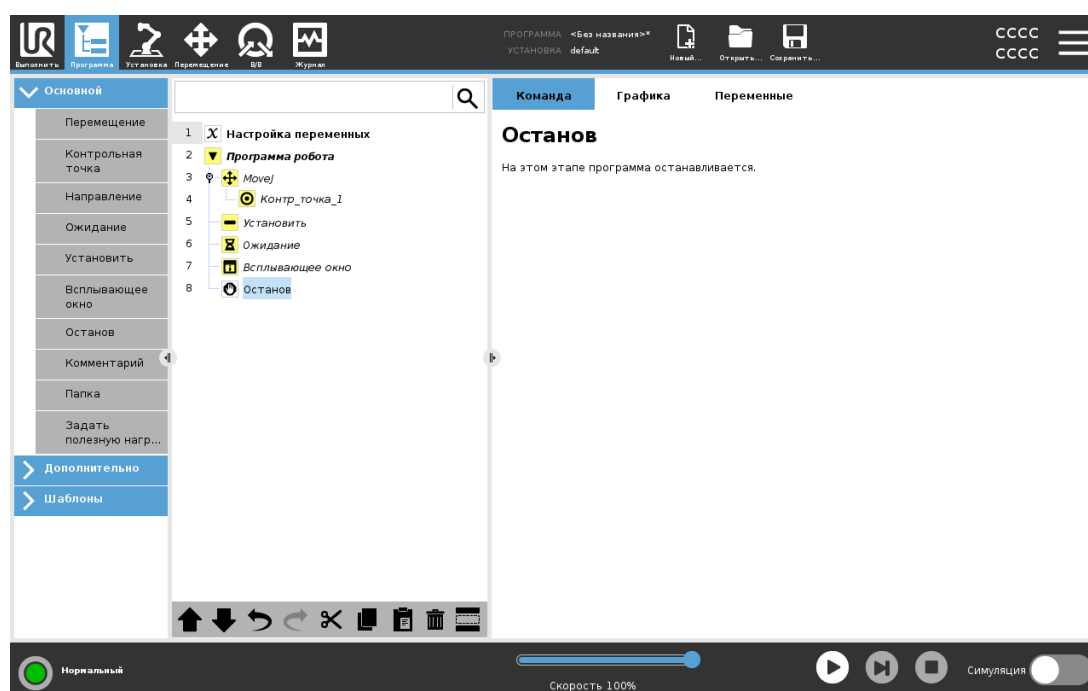 UR
Выполнить
Программа
Установка
Перемещение
В/В
Журнал
ПРОГРАММА <Без названия>*
УСТАНОВКА default
Новый...
Открыть...
Сохранить...
CCCC
CCCC
Основной
Перемещение
Контрольная
точка
Направление
Ожидание
Установить
Всплывающее
окно
Останов
Комментарий
Папка
Задать
полезную нагр...
Дополнительно
Шаблоны
1 X Настройка переменных
2 Программа робота
3 MoveJ
4 Контр_точка_1
5 Установить
6 Ожидание
7 Всплывающее окно
8 Останов
Команда
Графика
Переменные
Останов
На этом этапе программа останавливается.
Нормальный
Скорость 100%
Симуляция